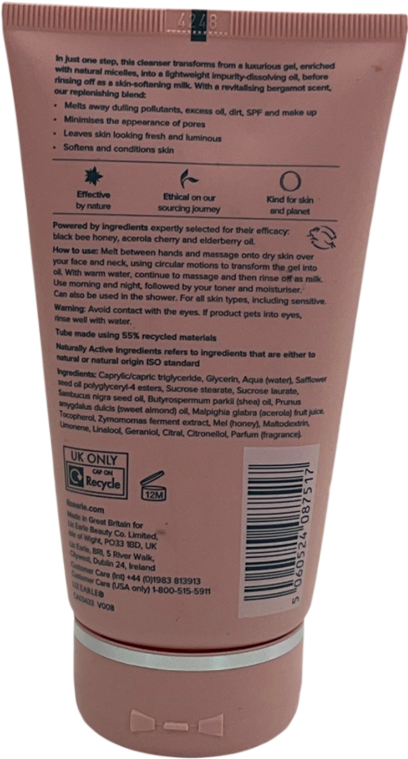 4248
In just one step, this cleanser transforms from a luxurious gel, enriched
with natural micelles, into a lightweight impurity-dissolving oil, before
rinsing off as a skin-softening milk. With a revitalising bergamot scent,
our replenishing blend:
• Melts away dulling pollutants, excess oil, dirt, SPF and make up
• Minimises the appearance of pores
• Leaves skin looking fresh and luminous
• Softens and conditions skin
Effective
by nature
Ethical on our
sourcing journey
Kind for skin
and planet
Powered by ingredients expertly selected for their efficacy:
black bee honey, acerola cherry and elderberry oil.
How to use: Melt between hands and massage onto dry skin over
your face and neck, using circular motions to transform the gel into
oil. With warm water, continue to massage and then rinse off as milk.
Use morning and night, followed by your toner and moisturiser.
Can also be used in the shower. For all skin types, including sensitive.
Warning: Avoid contact with the eyes. If product gets into eyes,
rinse well with water.
Tube made using 55% recycled materials
Naturally Active ingredients refers to ingredients that are either to
natural or natural origin ISO standard
Ingredients: Caprylic/capric triglyceride, Glycerin, Aqua (water), Safflower
seed oil polyglyceryl-4 esters, Sucrose stearate, Sucrose laurate,
Sambucus nigra seed oil, Butyrospermum parkii (shea) oil, Prunus
amygdalus dulcis (sweet almond) oil, Malpighia glabra (acerola) fruit juice,
Tocopherol, Zymomonas ferment extract, Mel (honey), Maltodextrin,
Limonene, Linalool, Geraniol, Citral, Citronellol, Parfum (fragrance).
UK ONLY
CAP ON
Recycle
12M
lizearle.com
Made in Great Britain for
Liz Earle Beauty Co. Limited,
Isle of Wight, PO33 1BD, UK
Liz Earle, BRI, 5 River Walk,
Citywest, Dublin 24, Ireland
Customer Care (Int) +44 (0)1983 813913
Customer Care (USA only) 1-800-515-5911
LIZ EARLE®
V008
5 060524 087517